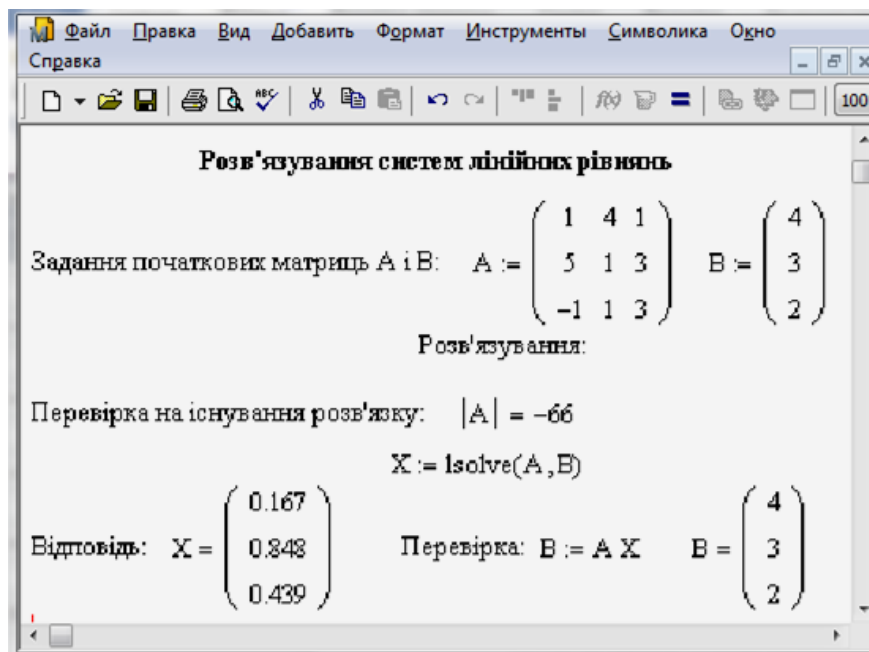 Файл Правка Вид Добавить Формат Инструменты Символика Окно
Справка
100
Розв'язування систем лінійних рівнянь
Задання початкових матриць A і B: A := ( 1 4 1 ) B := ( 4 )
5 1 3 3
-1 1 3 2
Розв'язування:
Перевірка на існування розв'язку: |A| = -66
X := lsolve(A,B)
Відповідь: X = ( 0.167 ) Перевірка: B := A X B = ( 4 )
0.848 3
0.439 2